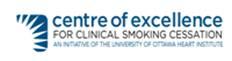 centre of excellence
FOR CLINICAL SMOKING CESSATION
AN INITIATIVE OF THE UNIVERSITY OF OTTAWA HEART INSTITUTE